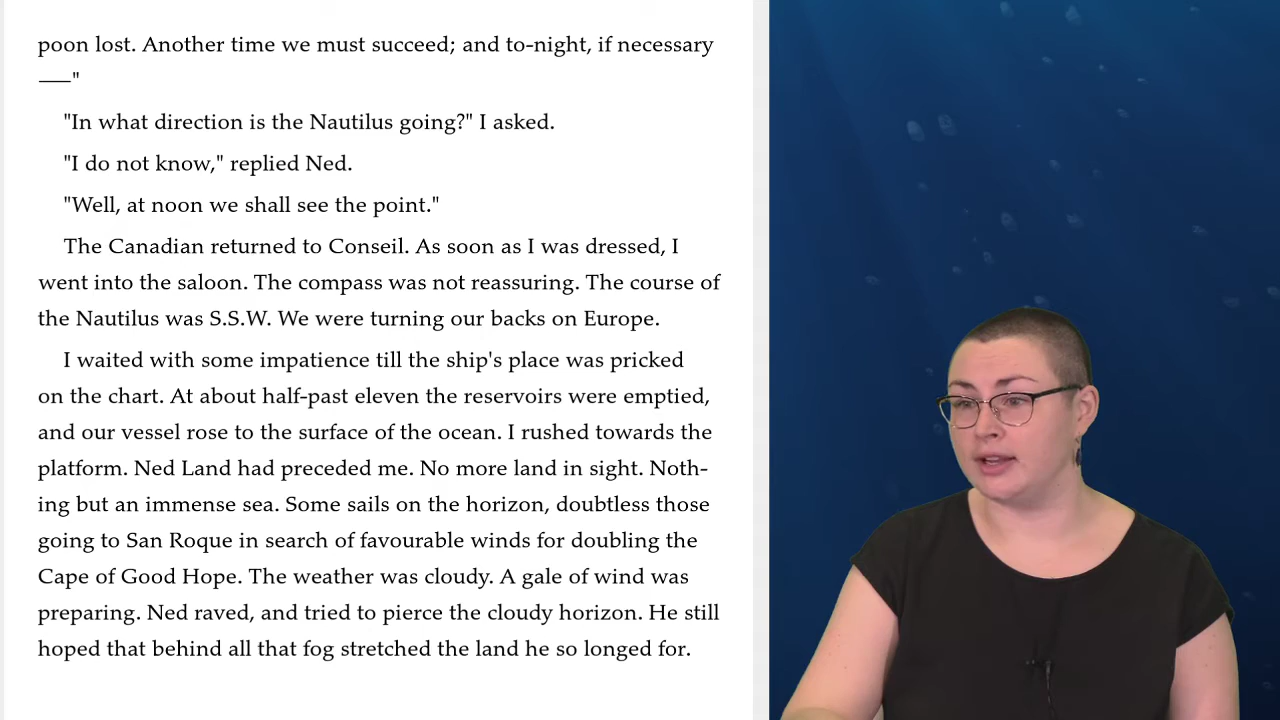 poon lost. Another time we must succeed; and to-night, if necessary
——"
"In what direction is the Nautilus going?" I asked.
"I do not know," replied Ned.
"Well, at noon we shall see the point."
The Canadian returned to Conseil. As soon as I was dressed, I
went into the saloon. The compass was not reassuring. The course of
the Nautilus was S.S.W. We were turning our backs on Europe.
I waited with some impatience till the ship's place was pricked
on the chart. At about half-past eleven the reservoirs were emptied,
and our vessel rose to the surface of the ocean. I rushed towards the
platform. Ned Land had preceded me. No more land in sight. Noth-
ing but an immense sea. Some sails on the horizon, doubtless those
going to San Roque in search of favourable winds for doubling the
Cape of Good Hope. The weather was cloudy. A gale of wind was
preparing. Ned raved, and tried to pierce the cloudy horizon. He still
hoped that behind all that fog stretched the land he so longed for.